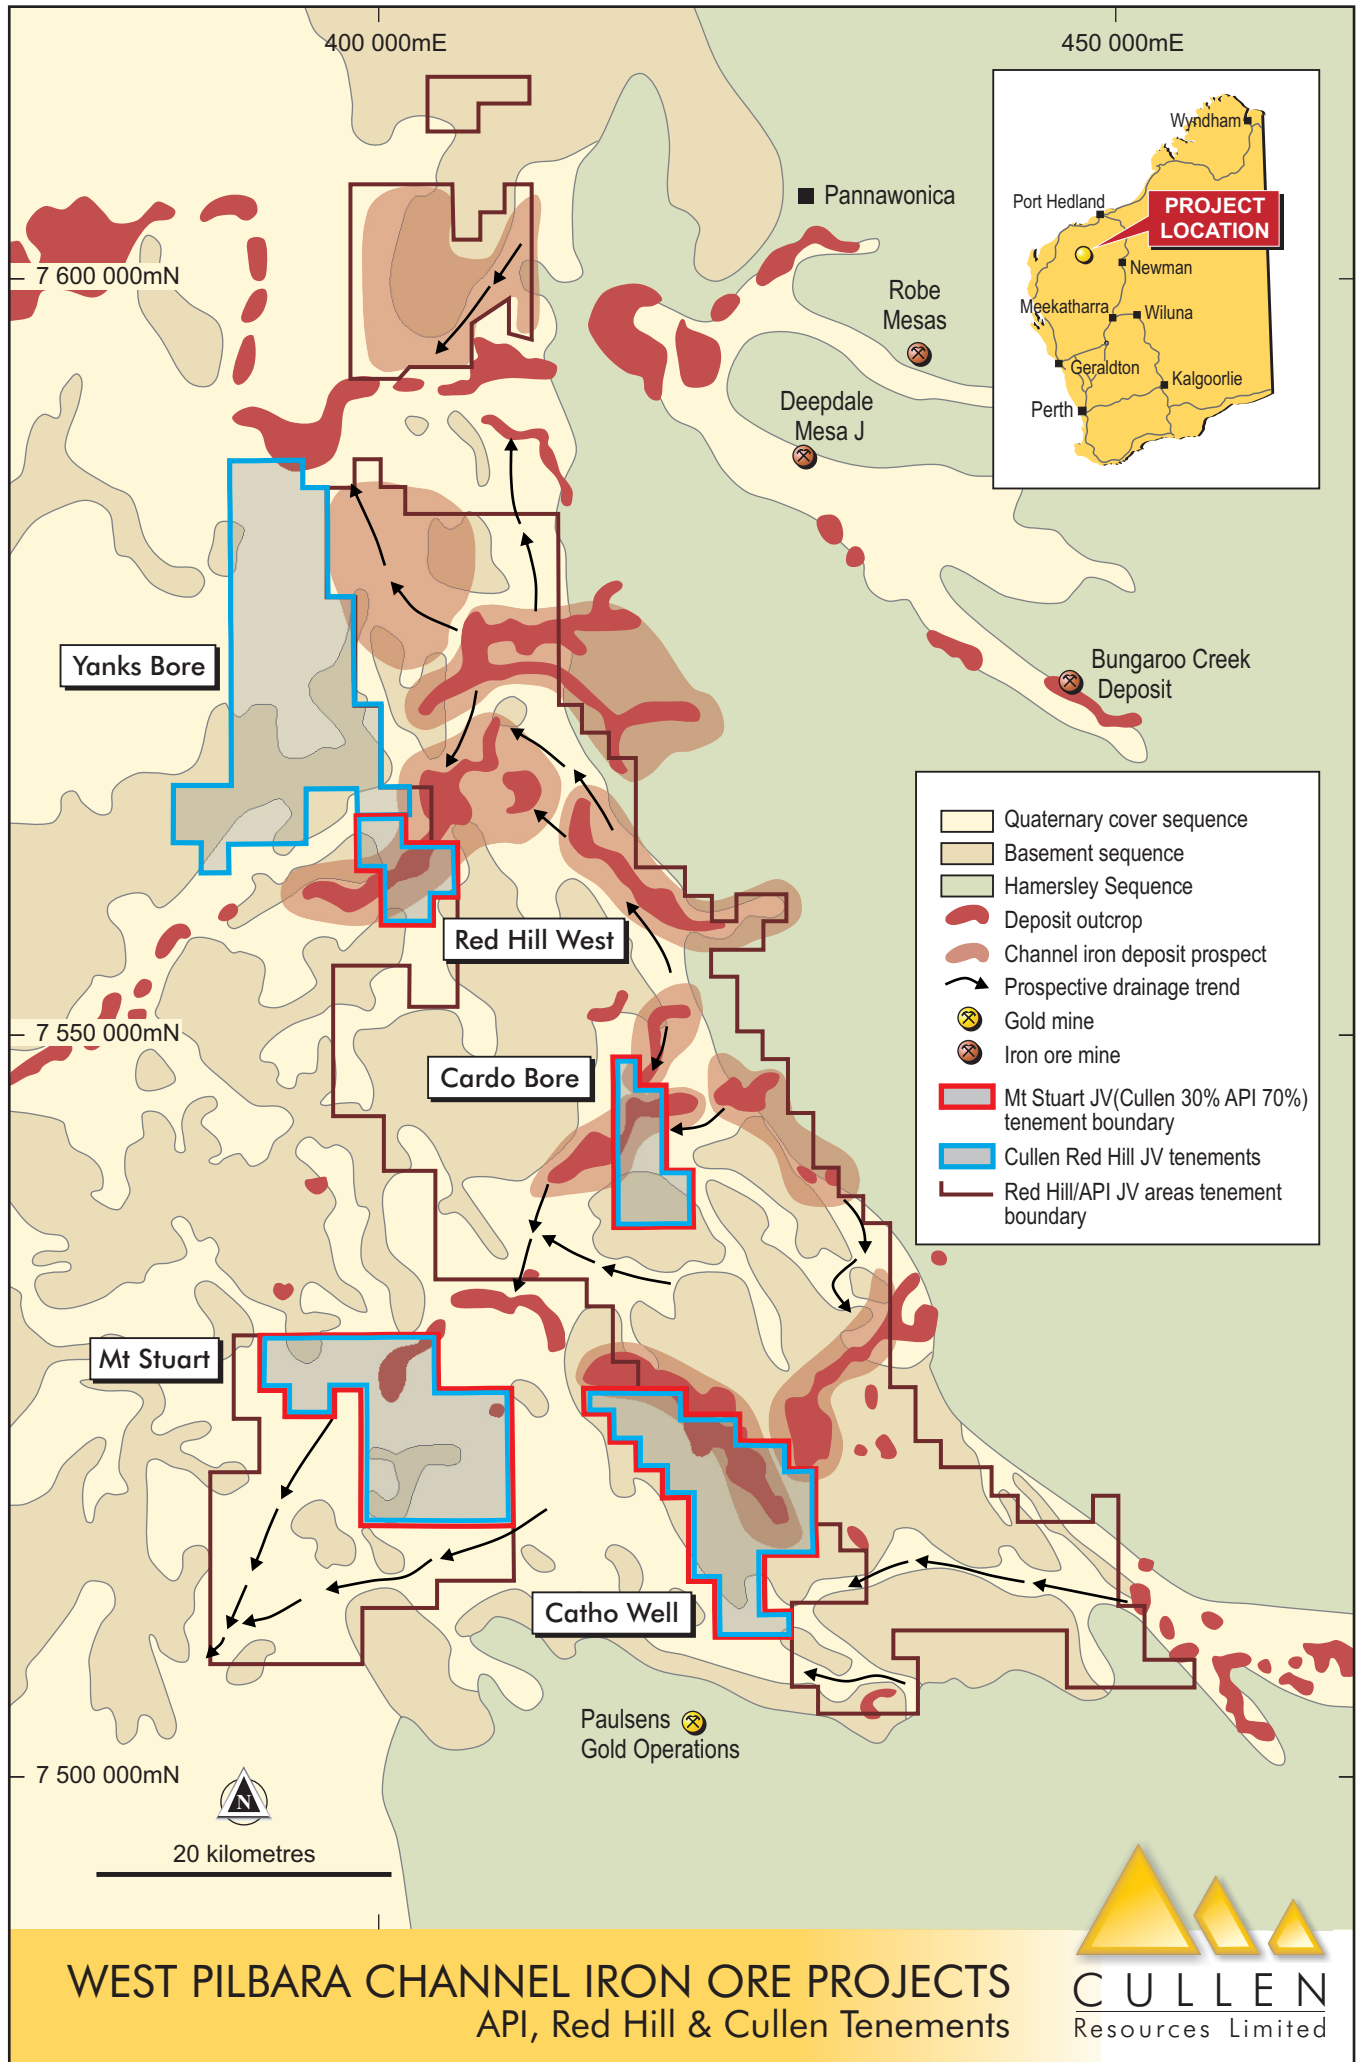 400 000mE
450 000mE
Wyndham
Port Hedland
PROJECT
LOCATION
Newman
Meekatharra
Wiluna
Geraldton
Kalgoorlie
Perth
Pannawonica
7 600 000mN
Robe
Mesas
Deepdale
Mesa J
Yanks Bore
Bungaroo Creek
Deposit
Quaternary cover sequence
Basement sequence
Hamersley Sequence
Deposit outcrop
Channel iron deposit prospect
Prospective drainage trend
Gold mine
Iron ore mine
Mt Stuart JV(Cullen 30% API 70%)
tenement boundary
Cullen Red Hill JV tenements
Red Hill/API JV areas tenement
boundary
Red Hill West
7 550 000mN
Cardo Bore
Mt Stuart
Catho Well
Paulsens
Gold Operations
7 500 000mN
N
20 kilometres
WEST PILBARA CHANNEL IRON ORE PROJECTS
API, Red Hill & Cullen Tenements
CULLEN
Resources Limited